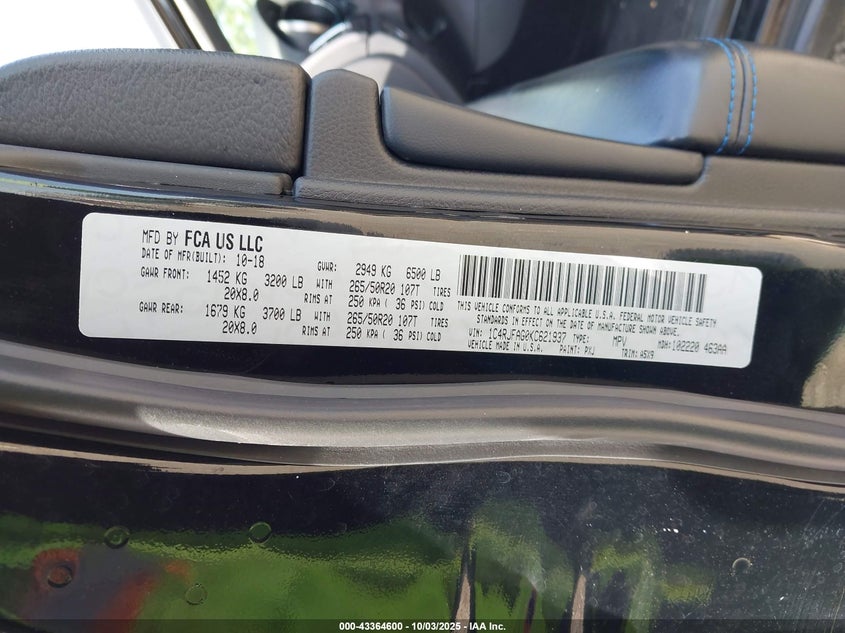 MFD BY FCA US LLC
DATE OF MFR(BUILT): 10-18 GVWR: 2949 KG 6500 LB
GAWR FRONT: 1452 KG 3200 LB WITH 265/50R20 107T TIRES
20X8.0 RIMS AT 250 KPA ( 36 PSI) COLD
GAWR REAR: 1679 KG 3700 LB WITH 265/50R20 107T TIRES
20X8.0 RIMS AT 250 KPA ( 36 PSI) COLD
THIS VEHICLE CONFORMS TO ALL APPLICABLE U.S.A. FEDERAL MOTOR VEHICLE SAFETY
STANDARDS IN EFFECT ON THE DATE OF MANUFACTURE SHOWN ABOVE.
VIN: 1C4RJFAG0KC621937 TYPE: MPV MDH: 102220 463AA
VEHICLE MADE IN U.S.A. PAINT: PXJ TRIM: A5X9
000-43364600 - 10/03/2025 - IAA Inc.